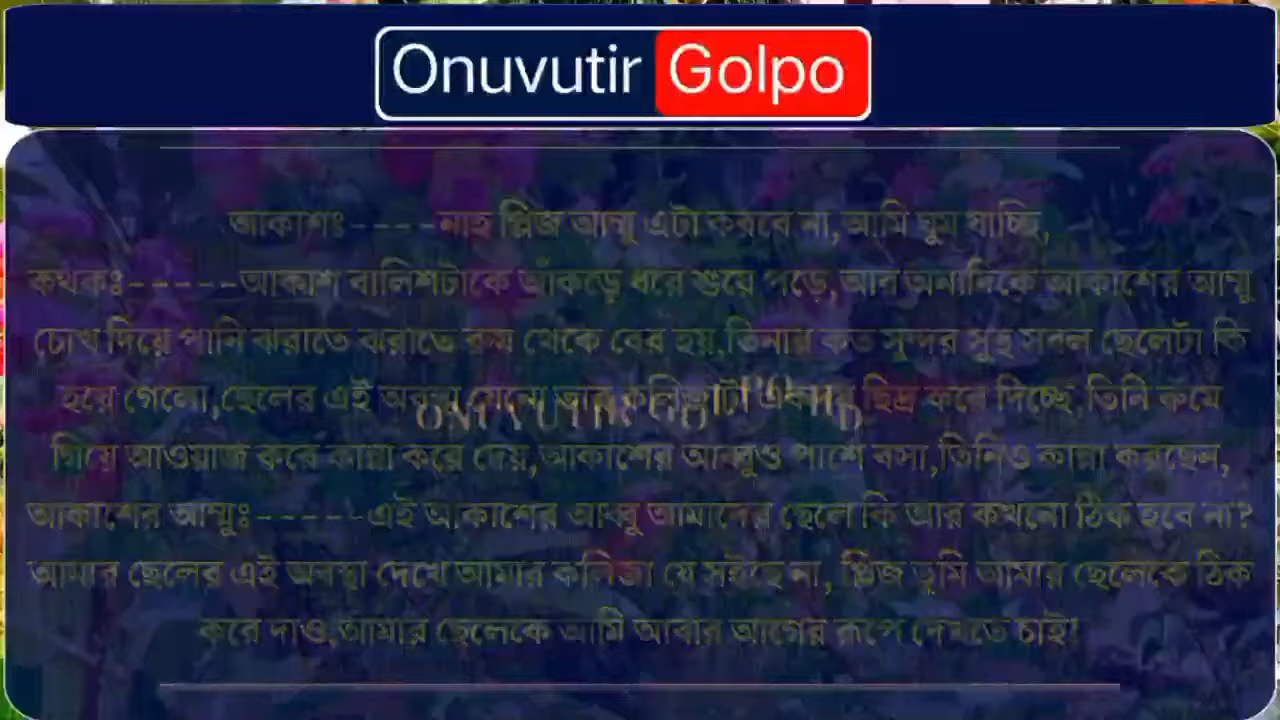 Onuvutir Golpo
আকাশঃ-----নাহ প্লিজ আম্মু এটা করবে না,আমি ঘুম যাচ্ছি,
কথকঃ-----আকাশ বালিশটাকে আঁকড়ে ধরে শুয়ে পড়ে,আর অন্যদিকে আকাশের আম্মু
চোখ দিয়ে পানি ঝরাতে ঝরাতে রুম থেকে বের হয়,তিনার কত সুন্দর সুস্থ সবল ছেলেটা কি
হয়ে গেলো,ছেলের এই অবস্থা যেনো তার কলিজাটা একদম ছিদ্র করে দিচ্ছে,তিনি রুমে
গিয়ে আওয়াজ করে কান্না করে দেয়,আকাশের আব্বুও পাশে বসা,তিনিও কান্না করছেন,
আকাশের আম্মুঃ------এই আকাশের আব্বু আমাদের ছেলে কি আর কখনো ঠিক হবে না?
আমার ছেলের এই অবস্থা দেখে আমার কলিজা যে সইছে না, প্লিজ তুমি আমার ছেলেকে ঠিক
করে দাও,আমার ছেলেকে আমি আবার আগের রূপে দেখতে চাই!